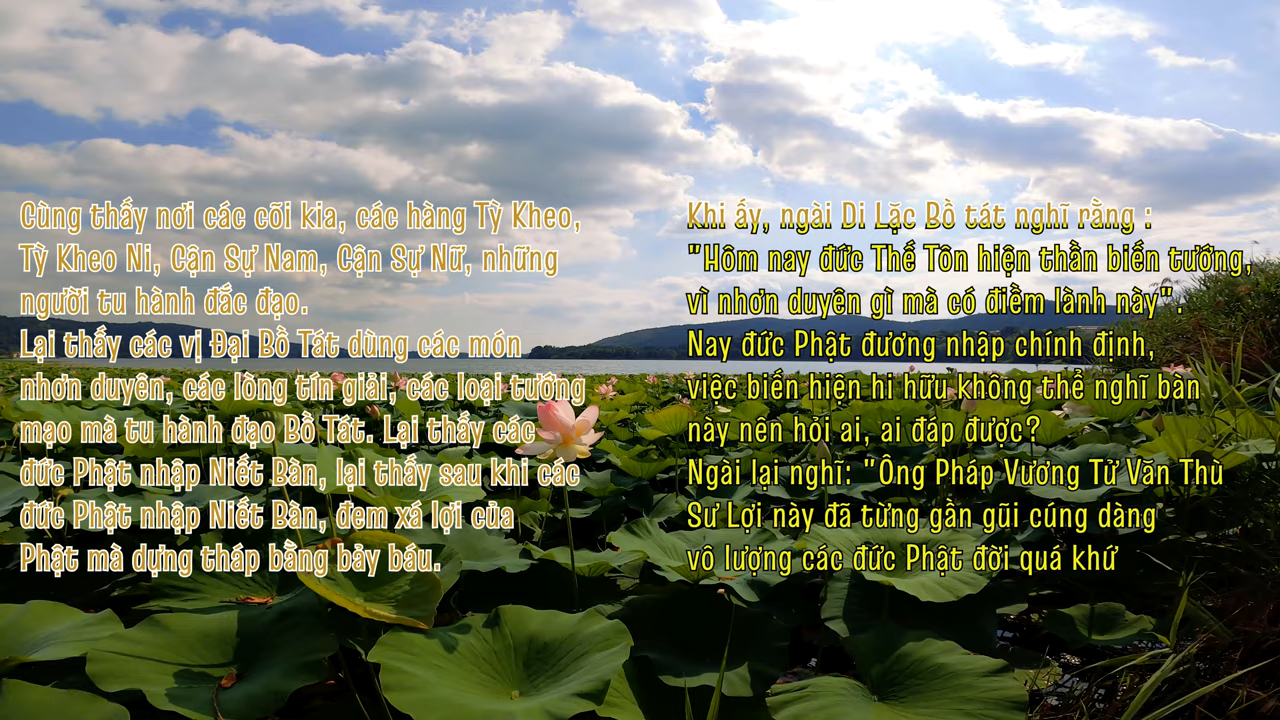 Cùng thấy nơi các cõi kia, các hàng Tỳ Kheo,
Tỳ Kheo Ni, Cận Sự Nam, Cận Sự Nữ, những
người tu hành đắc đạo.
Lại thấy các vị Đại Bồ Tát dùng các món
nhơn duyên, các lòng tín giải, các loại tướng
mạo mà tu hành đạo Bồ Tát. Lại thấy các
đức Phật nhập Niết Bàn, lại thấy sau khi các
đức Phật nhập Niết Bàn, đem xá lợi của
Phật mà dựng tháp bằng bảy báu.
Khi ấy, ngài Di Lặc Bồ tát nghĩ rằng :
"Hôm nay đức Thế Tôn hiện thần biến tướng,
vì nhơn duyên gì mà có điềm lành này".
Nay đức Phật đương nhập chính định,
việc biến hiện hi hữu không thể nghĩ bàn
này nên hỏi ai, ai đáp được?
Ngài lại nghĩ: "Ông Pháp Vương Tử Văn Thù
Sư Lợi này đã từng gần gũi cúng dàng
vô lượng các đức Phật đời quá khứ